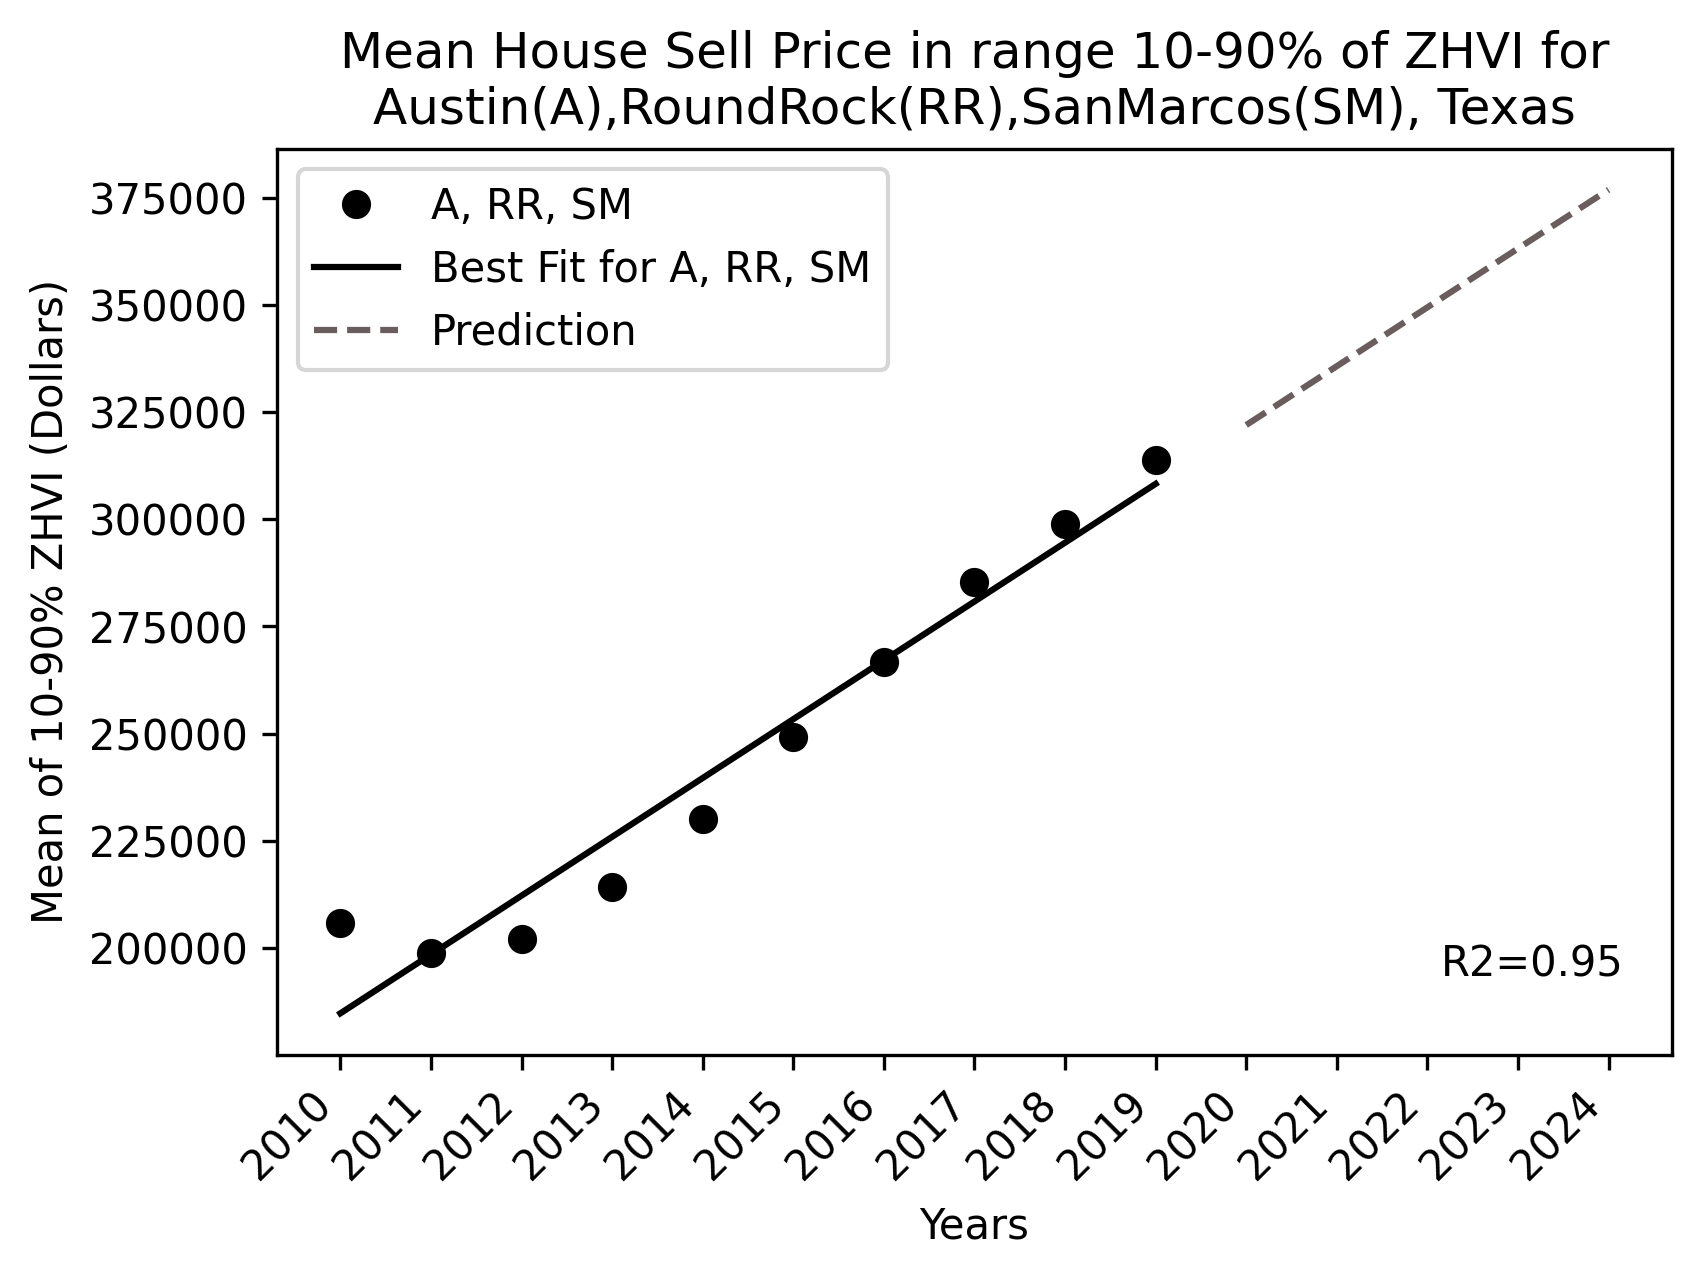 Mean House Sell Price in range 10-90% of ZHVI for
Austin(A),RoundRock(RR),SanMarcos(SM), Texas
A, RR, SM
Best Fit for A, RR, SM
Prediction
Mean of 10-90% ZHVI (Dollars)
375000
350000
325000
300000
275000
250000
225000
200000
R2=0.95
2010
2011
2012
2013
2014
2015
2016
2017
2018
2019
2020
2021
2022
2023
2024
Years